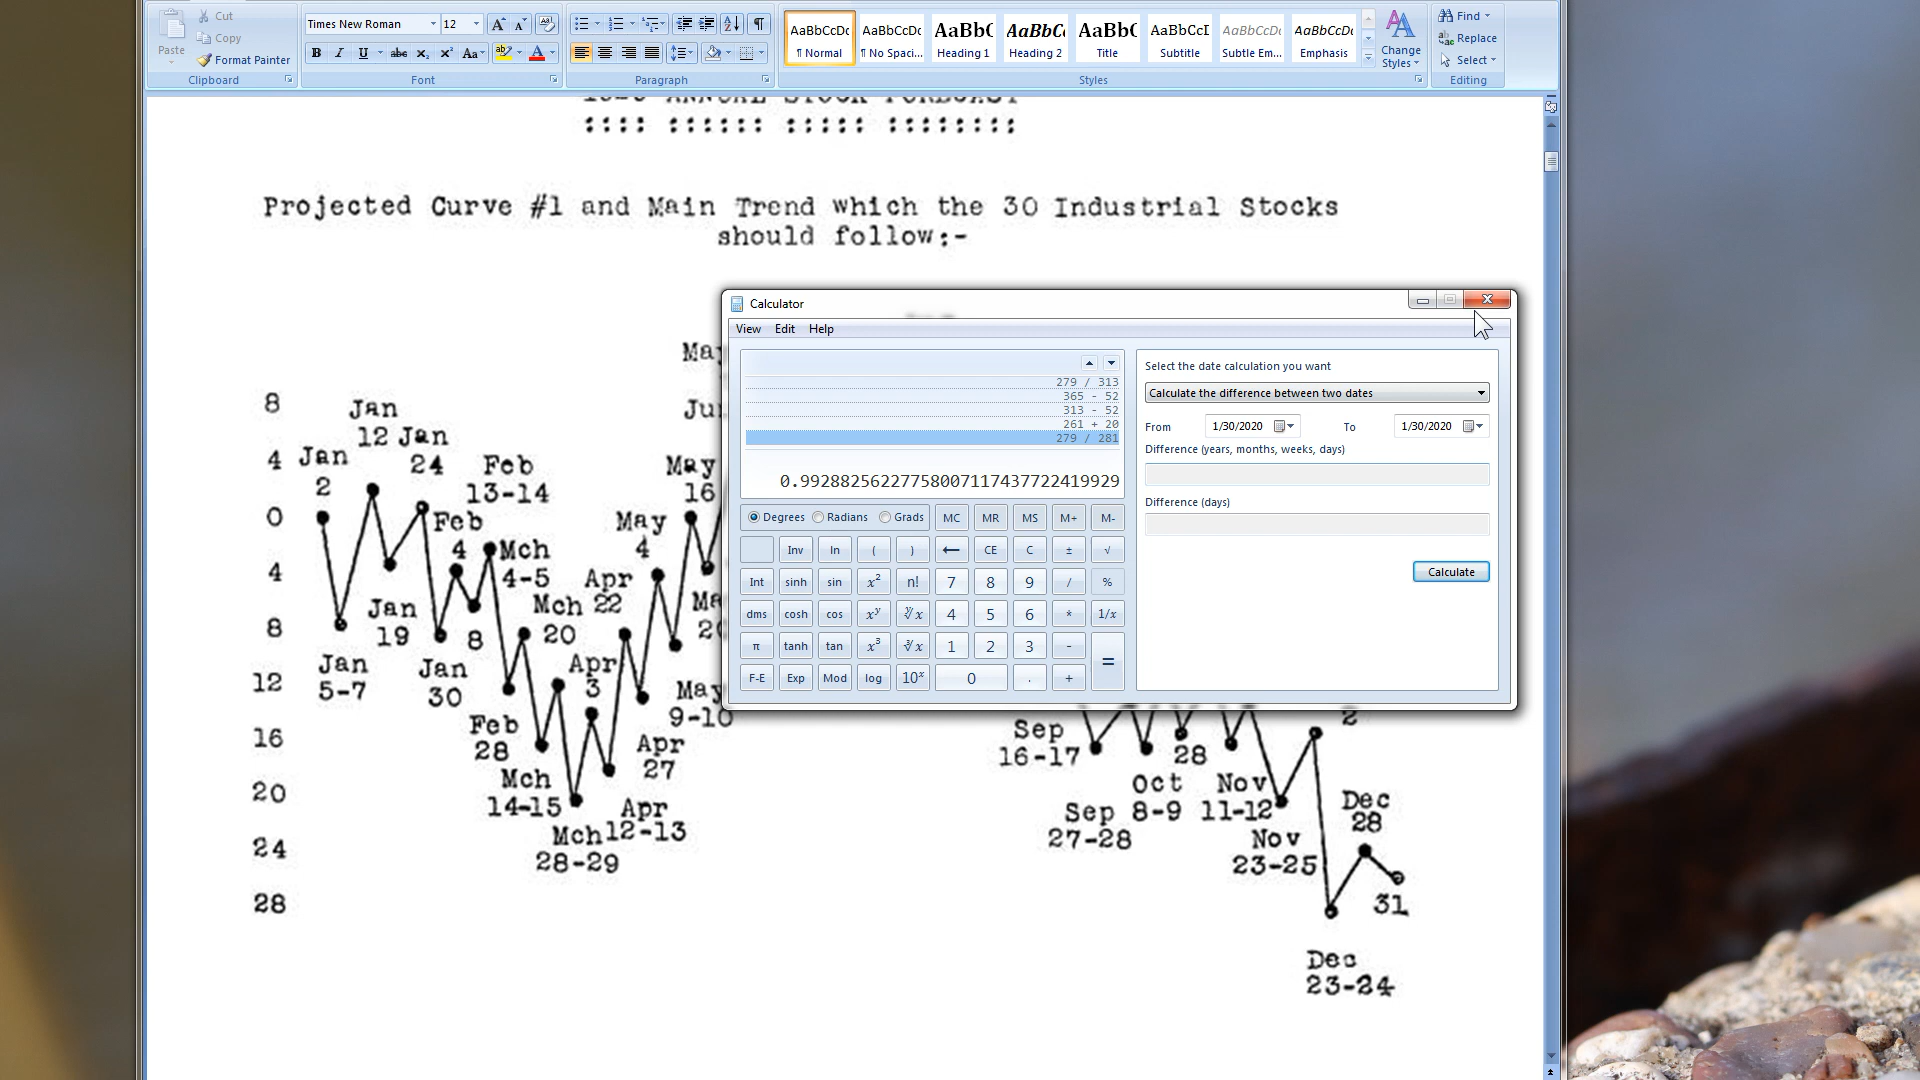 Cut
Copy
Format Painter
Paste
Clipboard
Times New Roman
12
Font
Paragraph
AaBbCcDc
¶ Normal
AaBbCcDc
¶ No Spaci...
AaBbC
Heading 1
AaBbC
Heading 2
AaBbC
Title
AaBbCcI
Subtitle
AaBbCcDc
Subtle Em...
AaBbCcDc
Emphasis
Change
Styles
Styles
Find
Replace
Select
Editing
ANNUAL STOCK FORECAST
Projected Curve #1 and Main Trend which the 30 Industrial Stocks
should follow:-
8
4
0
4
8
12
16
20
24
28
Jan
2
Jan
12
Jan
24
Feb
13-14
Feb
4
Mch
4-5
Jan
19
8
Jan
5-7
Jan
30
Mch
20
Apr
22
May
4
May
16
Apr
3
Feb
28
Mch
14-15
Mch
28-29
Apr
12-13
Apr
27
May
9-10
Sep
16-17
Sep
27-28
Oct
8-9
28
Nov
11-12
Nov
23-25
2
Dec
28
31
Dec
23-24
Calculator
View Edit Help
279 / 313
365 - 52
313 - 52
261 + 20
279 / 281
0.99288256227758007117437722419929
Degrees Radians Grads MC MR MS M+ M-
Inv ln ( ) ← CE C ± √
Int sinh sin x² n! 7 8 9 / %
dms cosh cos xʸ ʸ√x 4 5 6 * 1/x
π tanh tan x³ ³√x 1 2 3 - =
F-E Exp Mod log 10ˣ 0 . +
Select the date calculation you want
Calculate the difference between two dates
From 1/30/2020 To 1/30/2020
Difference (years, months, weeks, days)
Difference (days)
Calculate